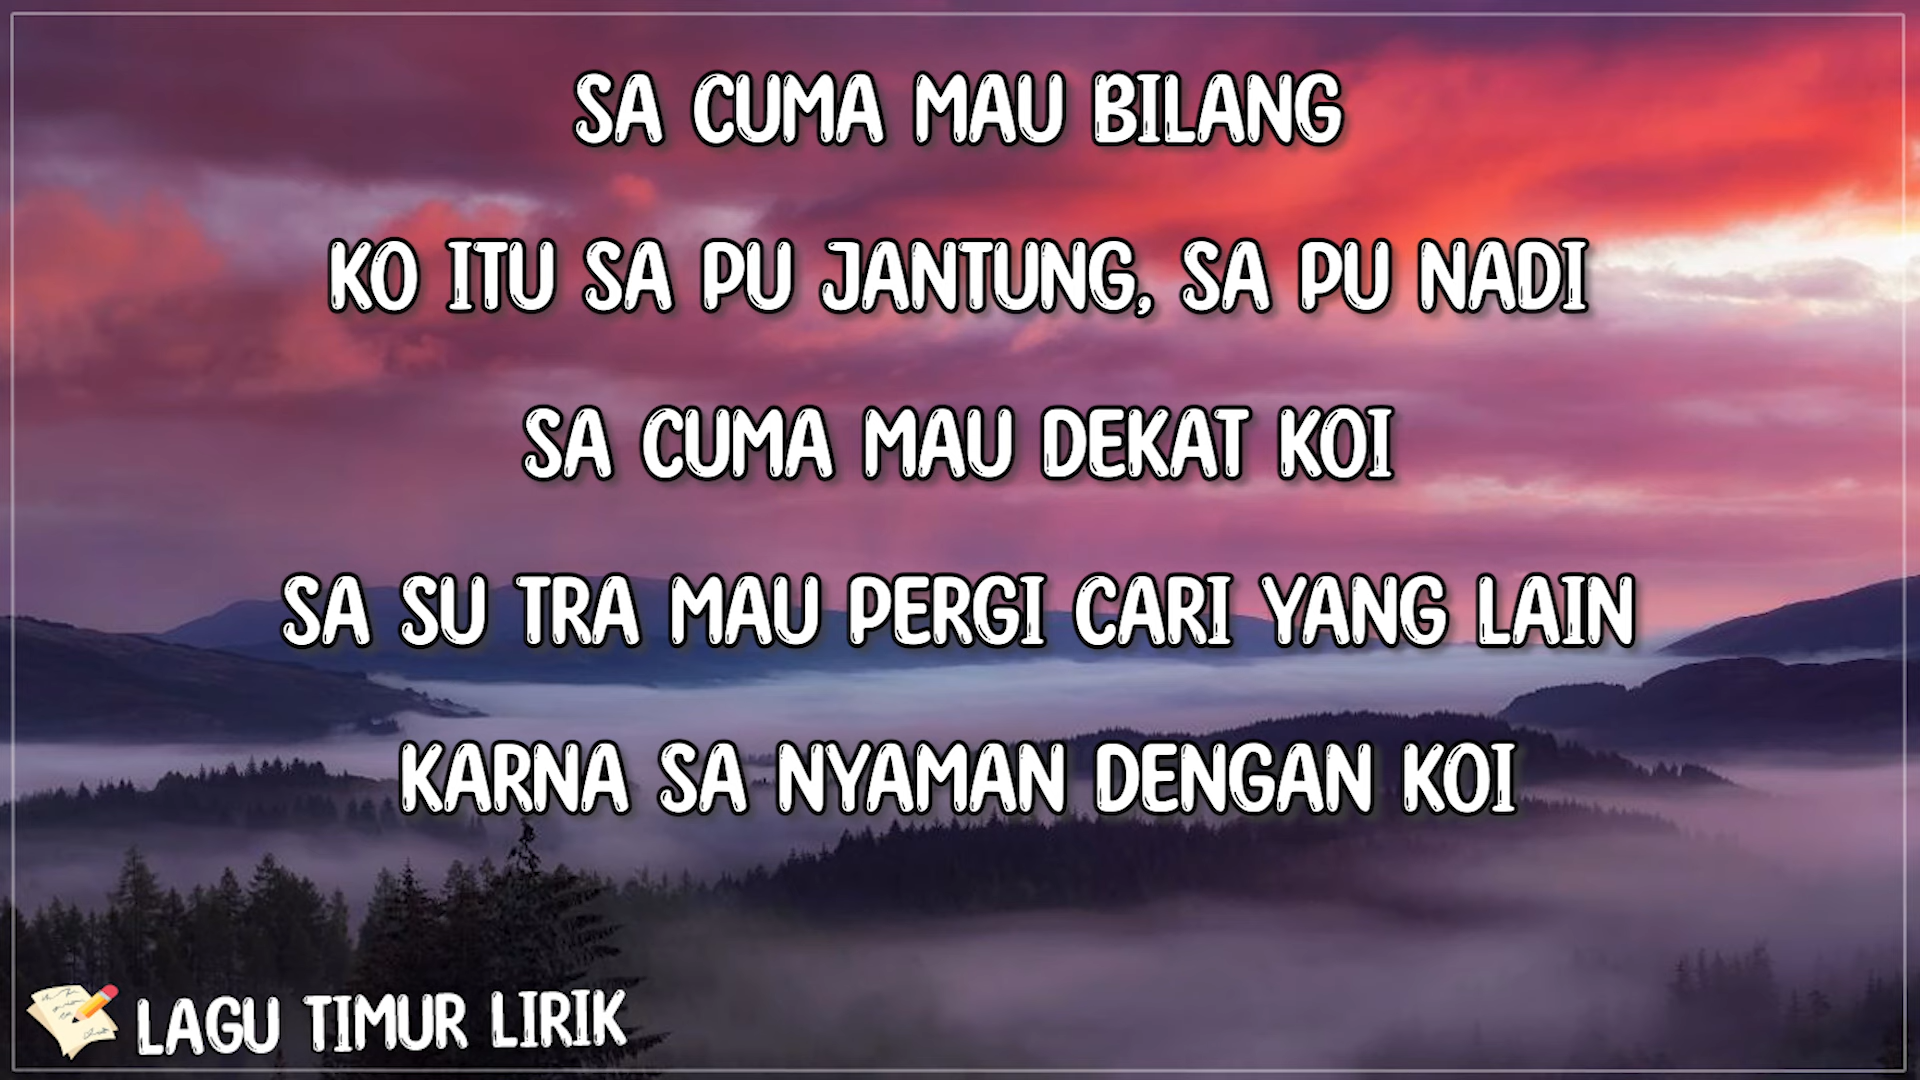 SA CUMA MAU BILANG
KO ITU SA PU JANTUNG, SA PU NADI
SA CUMA MAU DEKAT KOI
SA SU TRA MAU PERGI CARI YANG LAIN
KARNA SA NYAMAN DENGAN KOI
LAGU TIMUR LIRIK